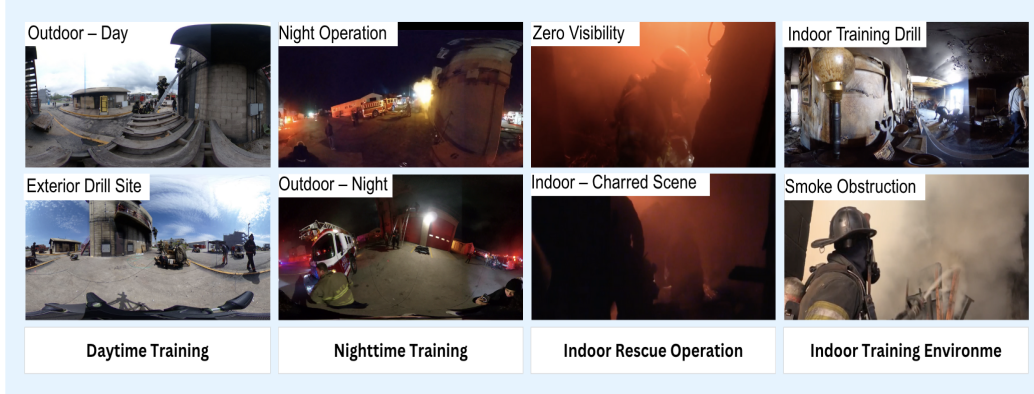 Outdoor – Day
Night Operation
Zero Visibility
Indoor Training Drill
Exterior Drill Site
Outdoor – Night
Indoor – Charred Scene
Smoke Obstruction
Daytime Training
Nighttime Training
Indoor Rescue Operation
Indoor Training Environme